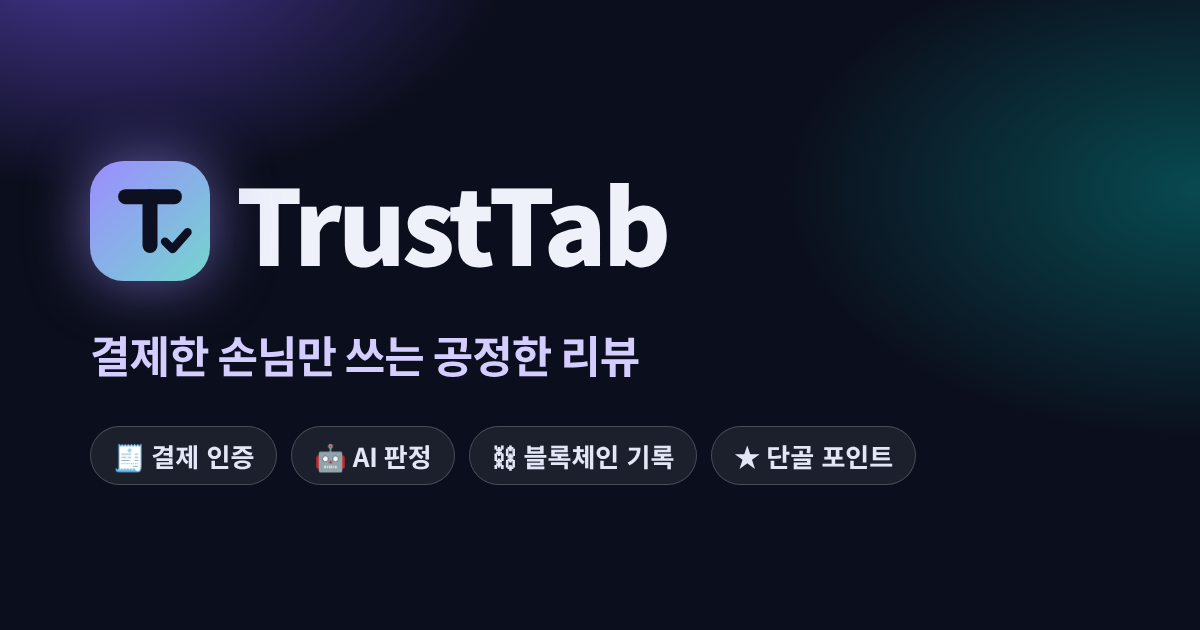 TrustTab
결제한 손님만 쓰는 공정한 리뷰
🧾 결제 인증 🤖 AI 판정 ⛓ 블록체인 기록 ★ 단골 포인트